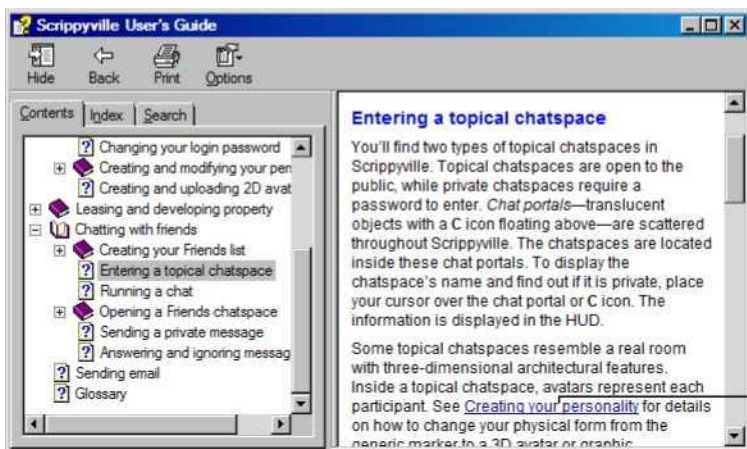 Scrippyville User's Guide
Hide Back Print Options
Contents Index Search
Changing your login password
Creating and modifying your per
Creating and uploading 2D avat
Leasing and developing property
Chatting with friends
Creating your Friends list
Entering a topical chatspace
Running a chat
Opening a Friends chatspace
Sending a private message
Answering and ignoring messag
Sending email
Glossary
Entering a topical chatspace
You'll find two types of topical chatspaces in
Scrippyville. Topical chatspaces are open to the
public, while private chatspaces require a
password to enter. Chat portals—translucent
objects with a C icon floating above—are scattered
throughout Scrippyville. The chatspaces are located
inside these chat portals. To display the
chatspace's name and find out if it is private, place
your cursor over the chat portal or C icon. The
information is displayed in the HUD.
Some topical chatspaces resemble a real room
with three-dimensional architectural features.
Inside a topical chatspace, avatars represent each
participant. See Creating your personality for details
on how to change your physical form from the
generic marker to a 3D avatar or graphic